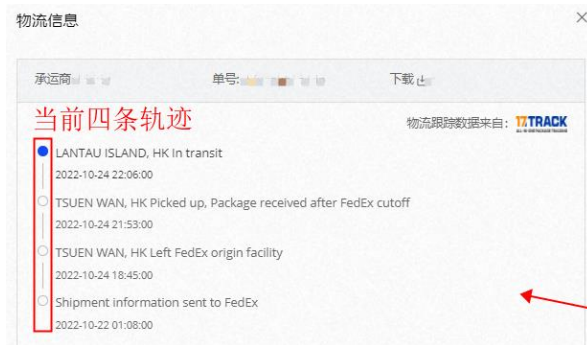 物流信息
承运商 单号: 下载
当前四条轨迹
物流跟踪数据来自: 17TRACK
LANTAU ISLAND, HK In transit
2022-10-24 22:06:00
TSUEN WAN, HK Picked up, Package received after FedEx cutoff
2022-10-24 21:53:00
TSUEN WAN, HK Left FedEx origin facility
2022-10-24 18:45:00
Shipment information sent to FedEx
2022-10-22 01:08:00